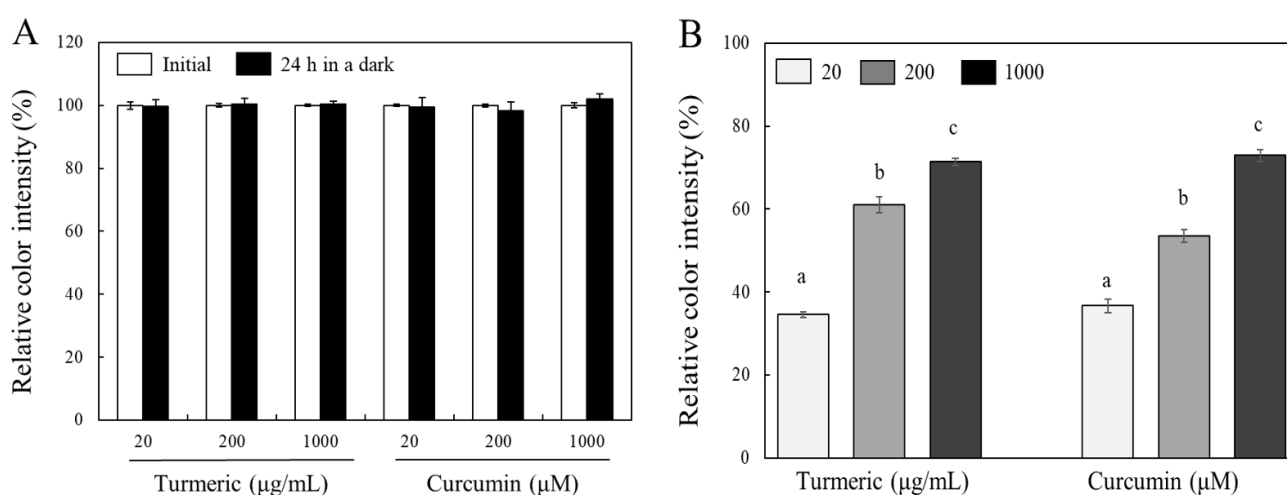 A
Relative color intensity (%)
120
100
80
60
40
20
0
Initial
24 h in a dark
20 200 1000 20 200 1000
Turmeric (μg/mL) Curcumin (μM)
B
Relative color intensity (%)
100
80
60
40
20
0
20 200 1000
a b c a b c
Turmeric (μg/mL) Curcumin (μM)